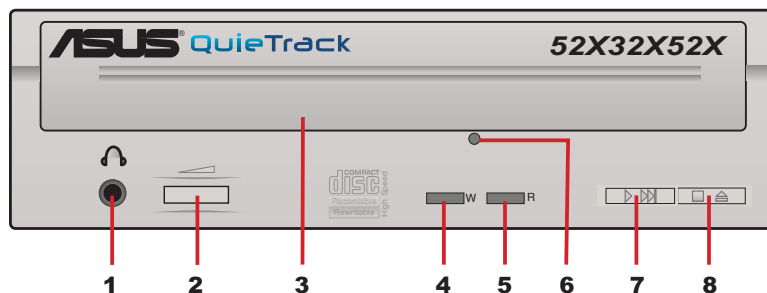 ASUS® QuieTrack 52X32X52X
COMPACT
disc
Recordable
Rewritable
High Speed
W R
1 2 3 4 5 6 7 8